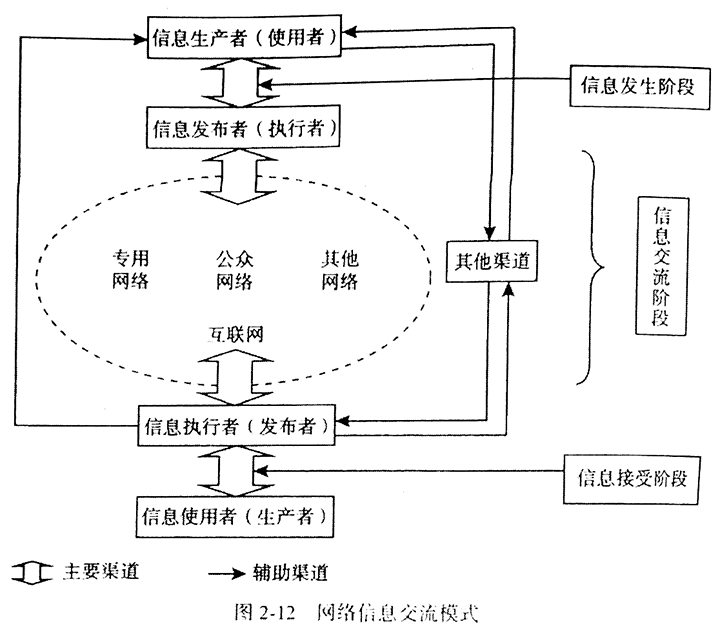 信息生产者（使用者）
信息发生阶段
信息发布者（执行者）
专用
网络
公众
网络
其他
网络
互联网
其他渠道
信息交流阶段
信息执行者（发布者）
信息接受阶段
信息使用者（生产者）
主要渠道
辅助渠道
图 2-12 网络信息交流模式